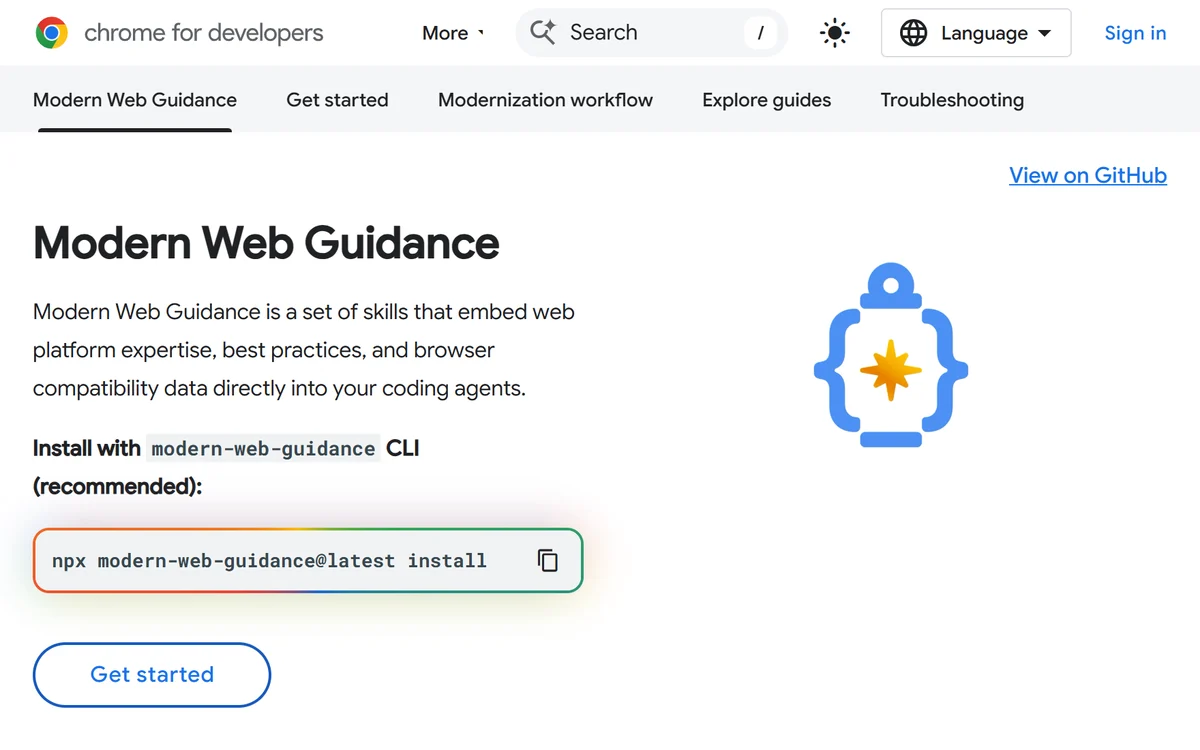 chrome for developers
More
Search
/
Language
Sign in
Modern Web Guidance
Get started
Modernization workflow
Explore guides
Troubleshooting
View on GitHub
Modern Web Guidance
Modern Web Guidance is a set of skills that embed web
platform expertise, best practices, and browser
compatibility data directly into your coding agents.
Install with modern-web-guidance CLI
(recommended):
npx modern-web-guidance@latest install
Get started